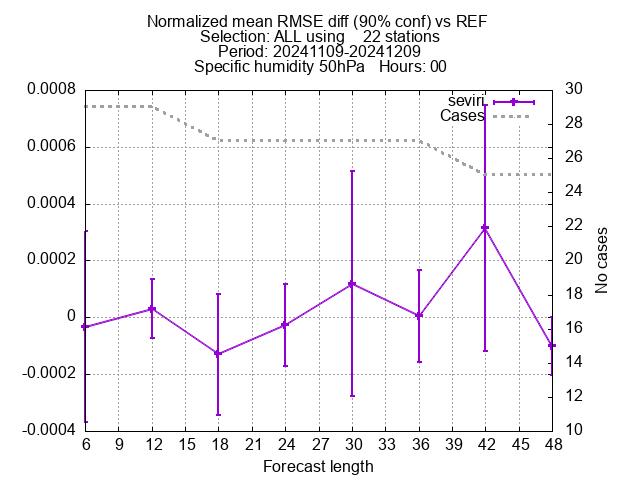 Normalized mean RMSE diff (90% conf) vs REF
Selection: ALL using    22 stations
Period: 20241109-20241209
Specific humidity 50hPa   Hours: 00
0.0008
0.0006
0.0004
0.0002
0
-0.0002
-0.0004
seviri
Cases
30
28
26
24
22
20
18
16
14
12
10
No cases
6 9 12 15 18 21 24 27 30 33 36 39 42 45 48
Forecast length